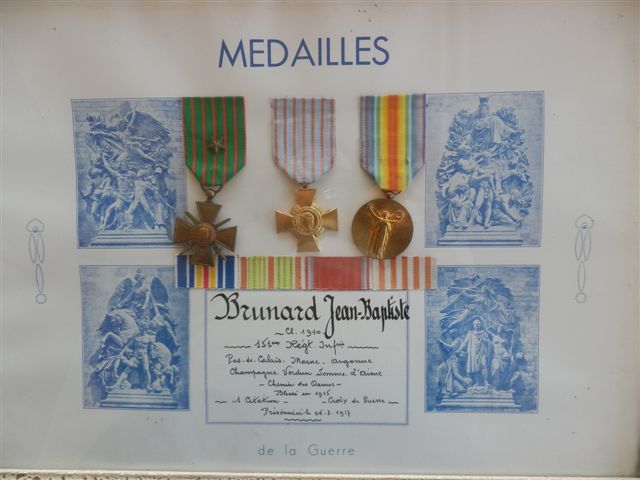 MEDAILLES
Brunard Jean-Baptiste
Cl. 1910
151ème Régt Infie
Pas-de-Calais. Marne. Argonne
Champagne. Verdun. Somme. d'Aisne
- Chemin des Dames -
Blessé en 1915
1 Citation - Croix de Guerre -
Prisonnier le 26.3.1917
de la Guerre